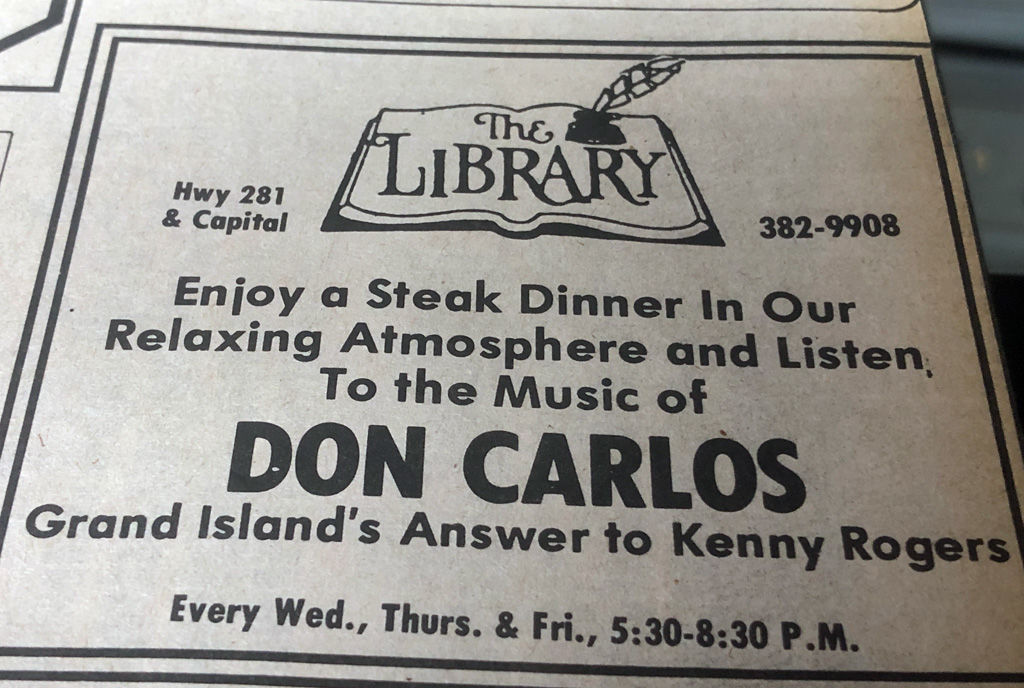 The
LIBRARY
Hwy 281
& Capital
382-9908
Enjoy a Steak Dinner In Our
Relaxing Atmosphere and Listen,
To the Music of
DON CARLOS
Grand Island's Answer to Kenny Rogers
Every Wed., Thurs. & Fri., 5:30-8:30 P.M.